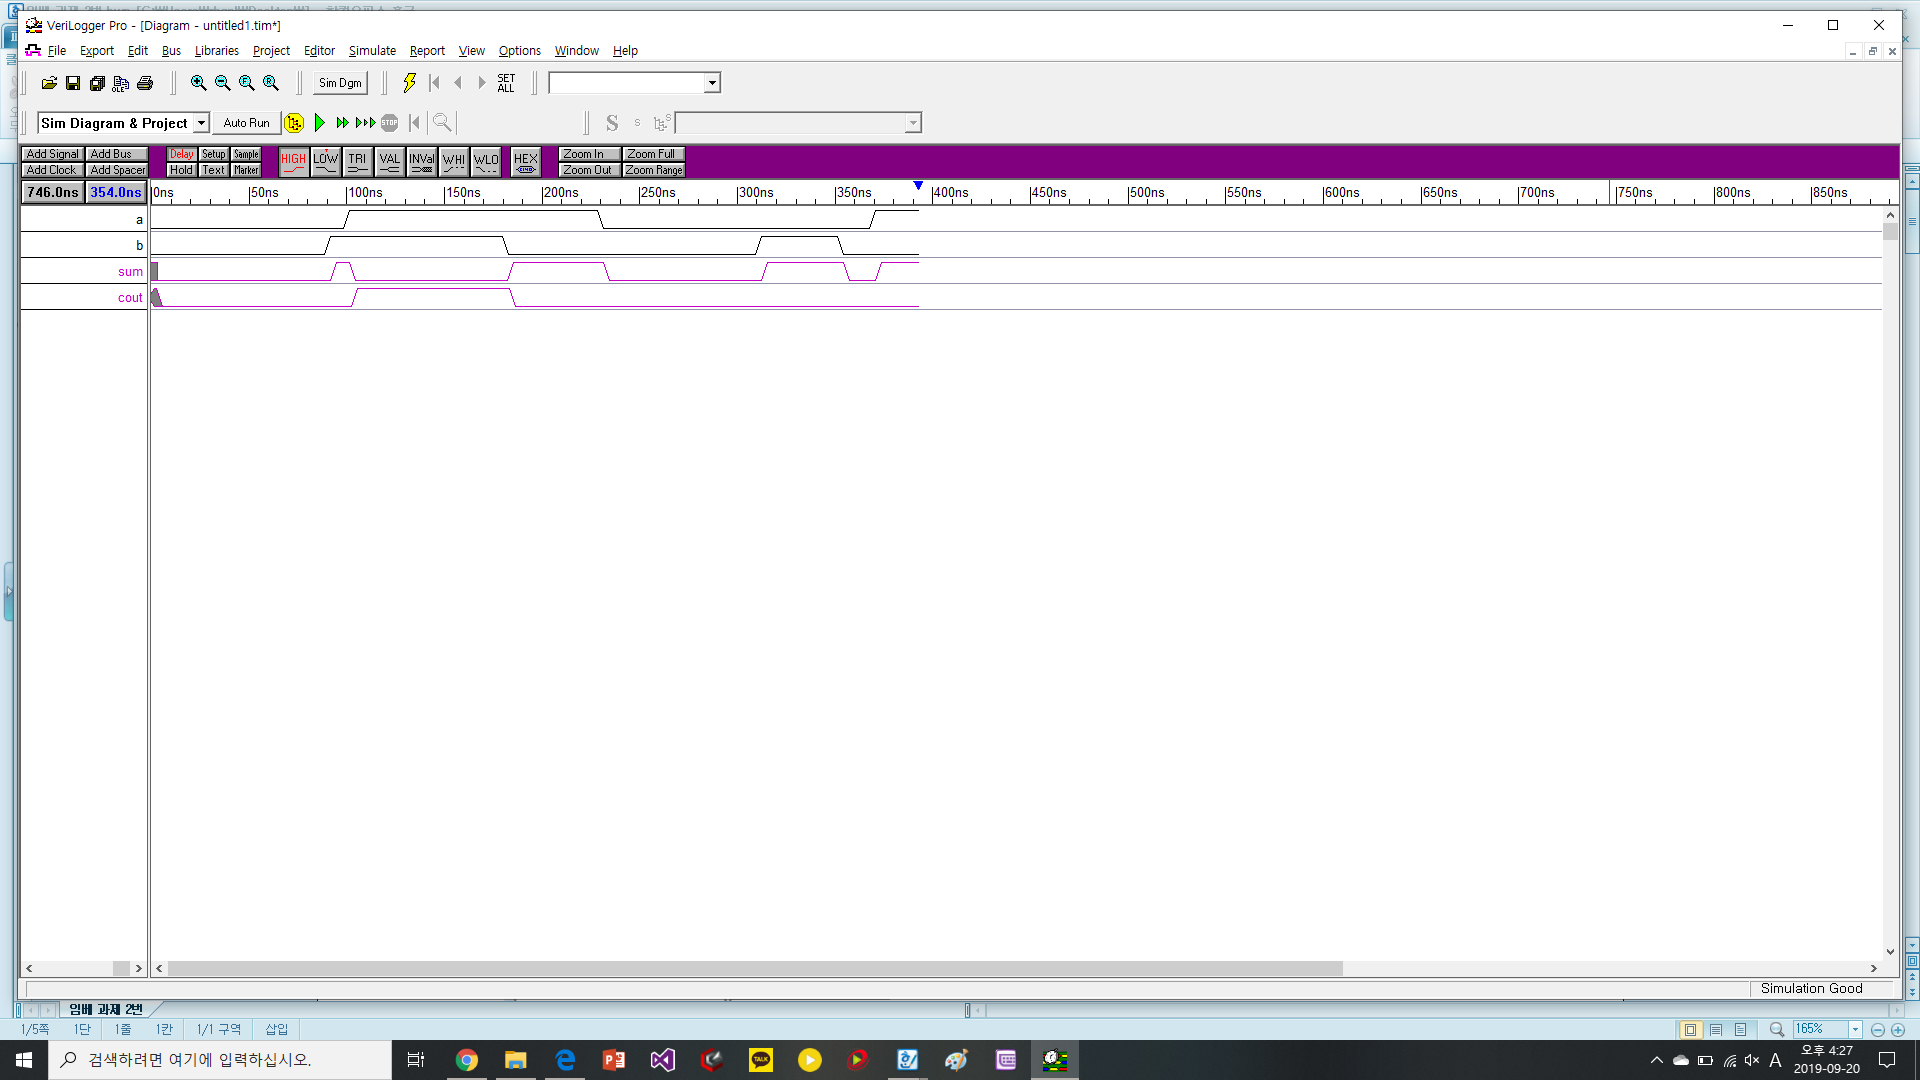 VeriLogger Pro - [Diagram - untitled1.tim*]
File Export Edit Bus Libraries Project Editor Simulate Report View Options Window Help
Sim Dgm
SET ALL
Sim Diagram & Project Auto Run
STOP
S s
Add Signal Add Bus Delay Setup Sample HIGH LOW TRI VAL INVal WHI WLO HEX Zoom In Zoom Full
Add Clock Add Spacer Hold Text Marker Zoom Out Zoom Range
746.0ns 354.0ns 0ns 50ns 100ns 150ns 200ns 250ns 300ns 350ns 400ns 450ns 500ns 550ns 600ns 650ns 700ns 750ns 800ns 850ns
a
b
sum
cout
Simulation Good
임베 과제 2번
1/5쪽 1단 1줄 1칸 1/1 구역 삽입 165%
검색하려면 여기에 입력하십시오.
TALK
A
오후 4:27
2019-09-20